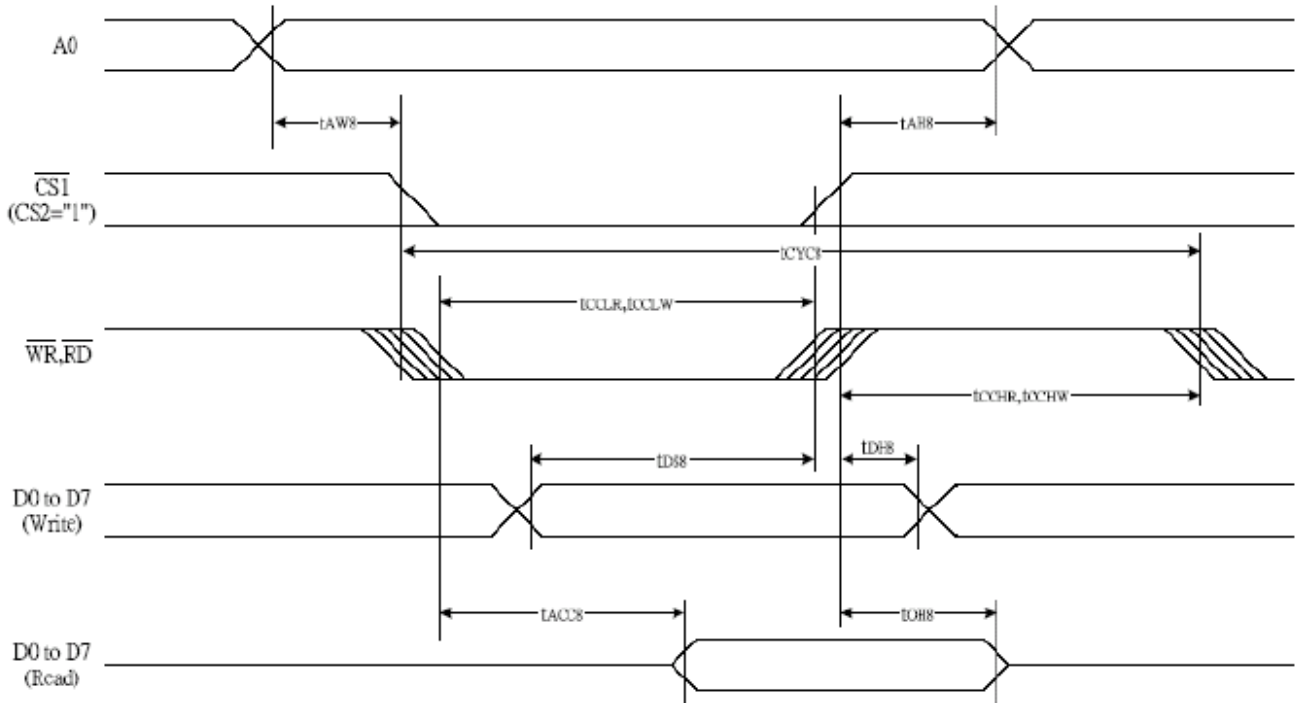 A0
tAW8
tAH8
CS1
(CS2="1")
tCYC8
tCCLR,tCCLW
WR,RD
tCCHR,tCCHW
tDS8
tDH8
D0 to D7
(Write)
tACC8
tOH8
D0 to D7
(Read)